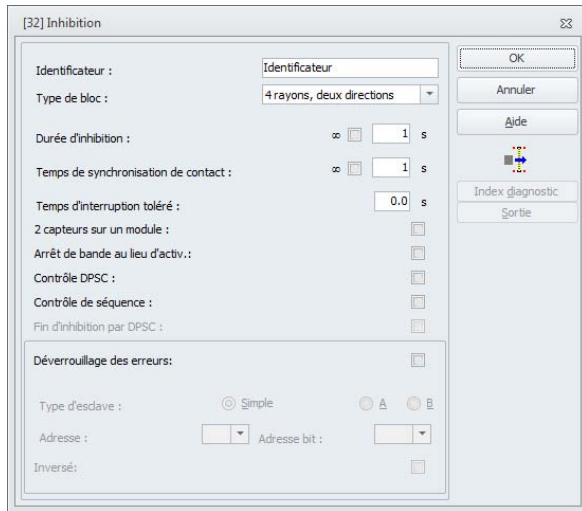 [32] Inhibition
Identificateur : Identificateur
Type de bloc : 4 rayons, deux directions
Durée d'inhibition : ∞ 1 s
Temps de synchronisation de contact : ∞ 1 s
Temps d'interruption toléré : 0.0 s
2 capteurs sur un module :
Arrêt de bande au lieu d'activ.:
Contrôle DPSC :
Contrôle de séquence :
Fin d'inhibition par DPSC :
Déverrouillage des erreurs:
Type d'esclave : Simple A B
Adresse : Adresse bit :
Inversé:
OK
Annuler
Aide
Index diagnostic
Sortie